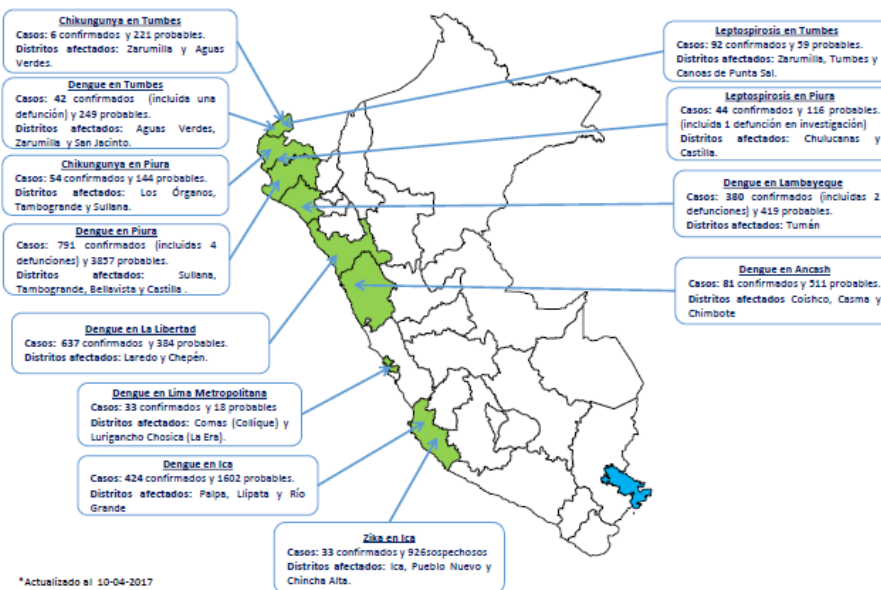 Chikungunya en Tumbes
Casos: 6 confirmados y 221 probables.
Distritos afectados: Zarumilla y Aguas
Verdes.
Dengue en Tumbes
Casos: 42 confirmados (incluida una
defunción) y 249 probables.
Distritos afectados: Aguas Verdes,
Zarumilla y San Jacinto.
Chikungunya en Piura
Casos: 54 confirmados y 144 probables.
Distritos afectados: Los Órganos,
Tambogrande y Sullana.
Dengue en Piura
Casos: 791 confirmados (incluidas 4
defunciones) y 3857 probables.
Distritos afectados: Sullana,
Tambogrande, Bellavista y Castilla .
Dengue en La Libertad
Casos: 637 confirmados y 384 probables.
Distritos afectados: Laredo y Chepén.
Dengue en Lima Metropolitana
Casos: 33 confirmados y 18 probables
Distritos afectados: Comas (Collique) y
Lurigancho Chosica (La Era).
Dengue en Ica
Casos: 424 confirmados y 1602 probables.
Distritos afectados: Palpa, Llipata y Río
Grande
Zika en Ica
Casos: 33 confirmados y 926sospechosos
Distritos afectados: Ica, Pueblo Nuevo y
Chincha Alta.
Leptospirosis en Tumbes
Casos: 92 confirmados y 39 probables.
Distritos afectados: Zarumilla, Tumbes y
Canoas de Punta Sal.
Leptospirosis en Piura
Casos: 44 confirmados y 116 probables.
(incluida 1 defunción en investigación)
Distritos afectados: Chulucanas y
Castilla.
Dengue en Lambayeque
Casos: 380 confirmados (incluidas 2
defunciones) y 419 probables.
Distritos afectados: Tumán
Dengue en Ancash
Casos: 81 confirmados y 311 probables.
Distritos afectados Coishco, Casma y
Chimbote
*Actualizado al 10-04-2017